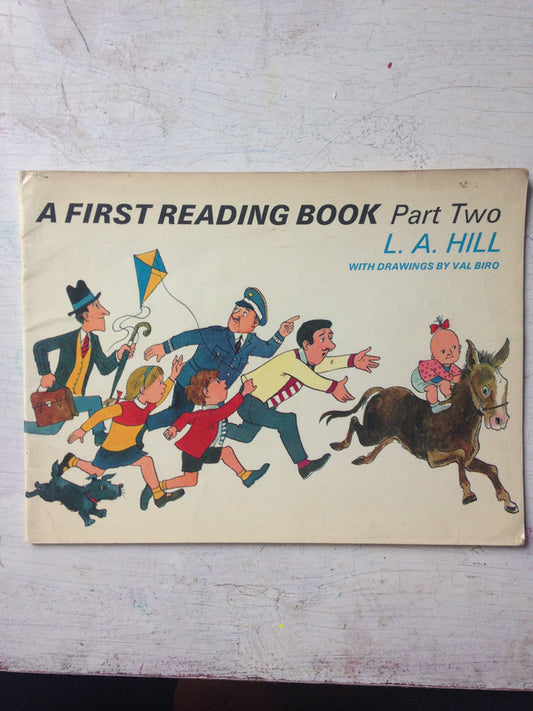 A FIRST READING BOOK Part Two
L. A. HILL
WITH DRAWINGS BY VAL BIRO